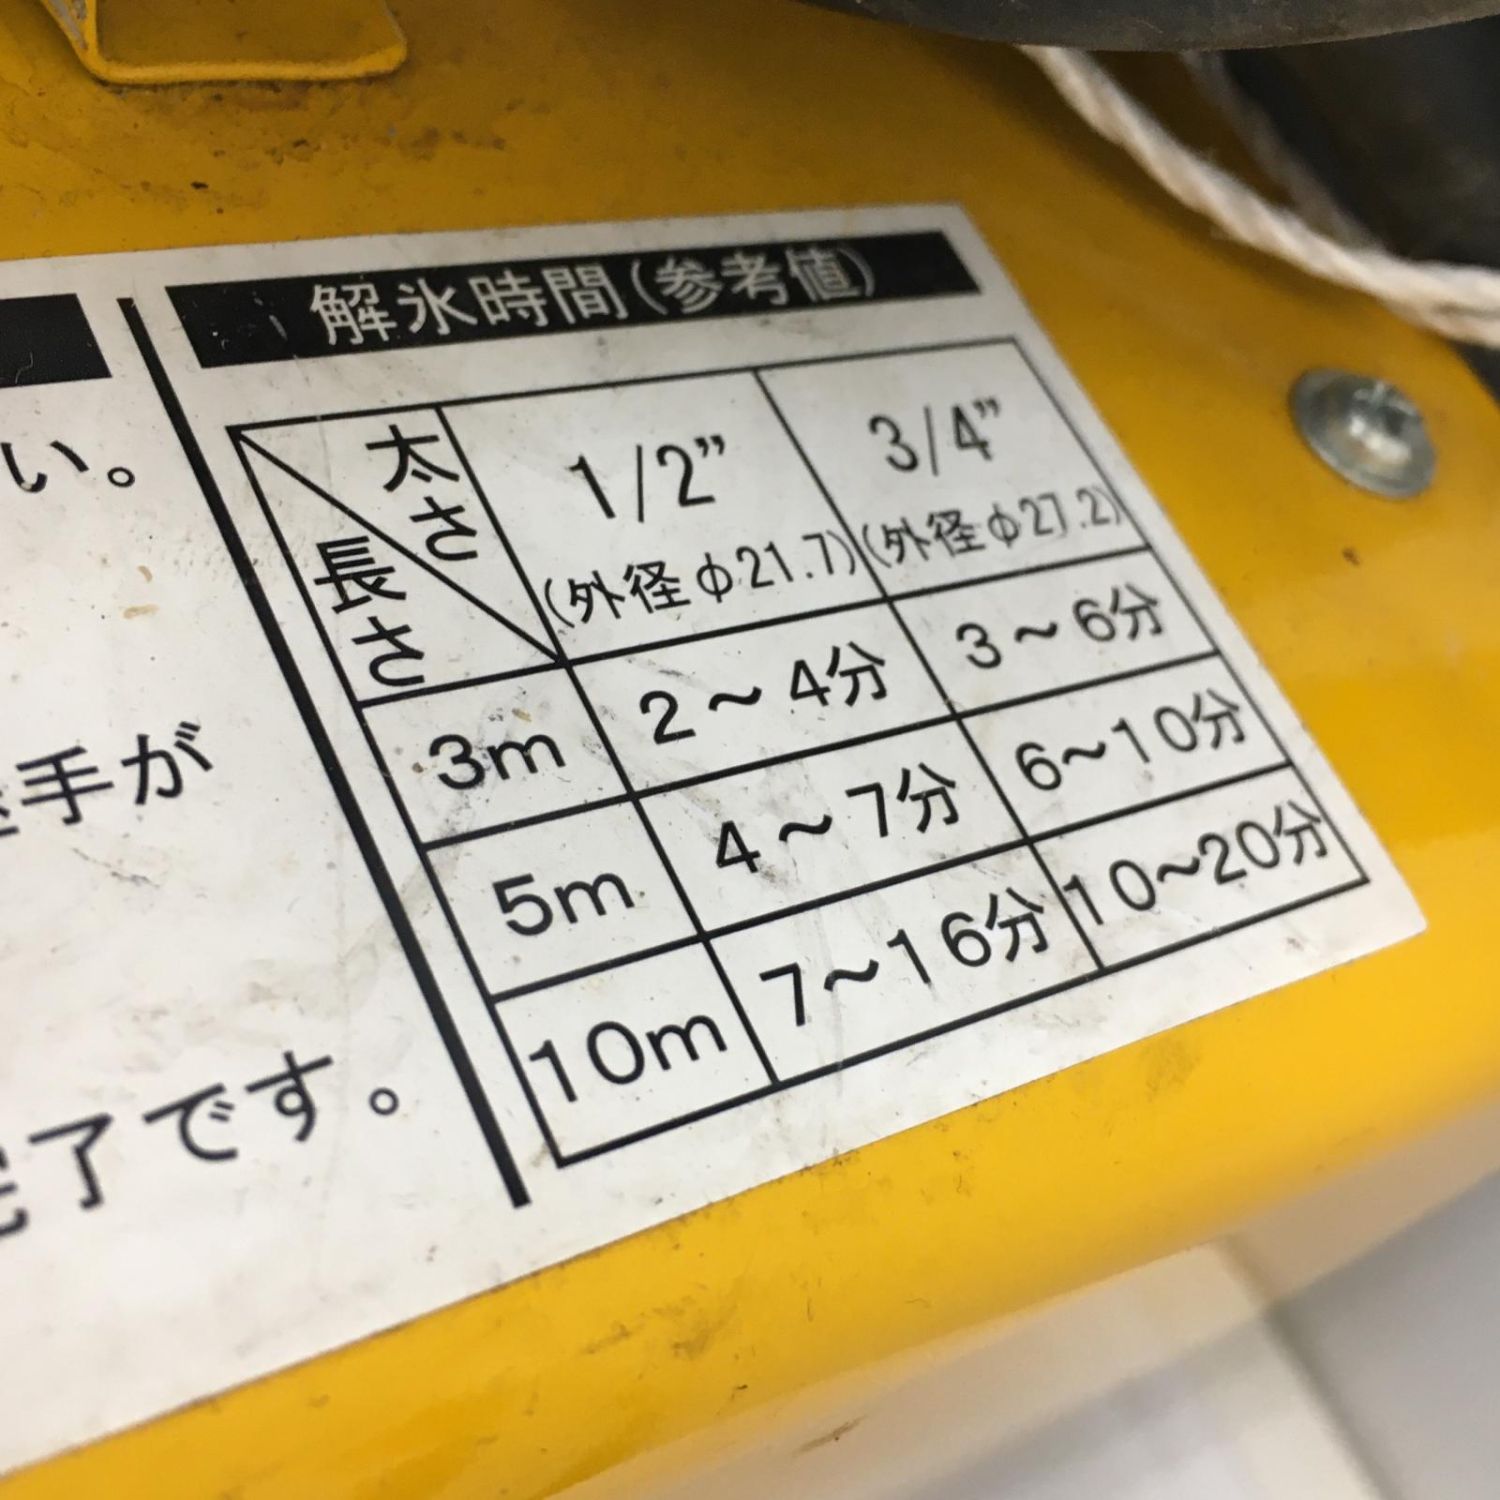 解氷時間(参考値)
太さ
長さ
1/2”
(外径φ21.7)
3/4”
(外径φ27.2)
3m
2～4分
3～6分
5m
4～7分
6～10分
10m
7～16分
10～20分
い。
手が
完了です。